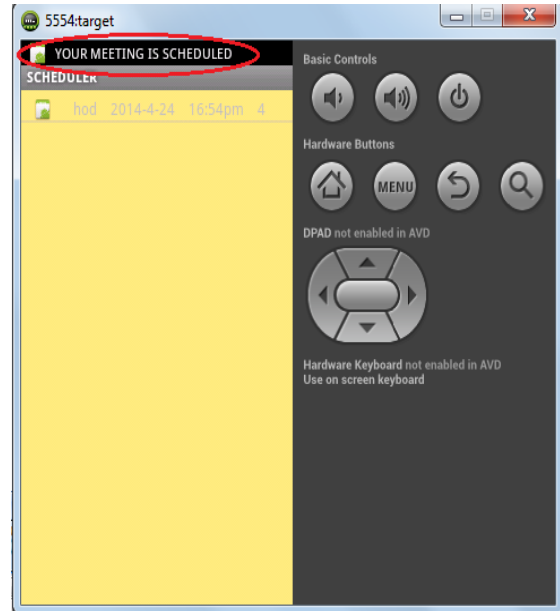 5554:target
YOUR MEETING IS SCHEDULED
SCHEDULER
hod 2014-4-24 16:54pm 4
Basic Controls
Hardware Buttons
MENU
DPAD not enabled in AVD
Hardware Keyboard not enabled in AVD
Use on screen keyboard